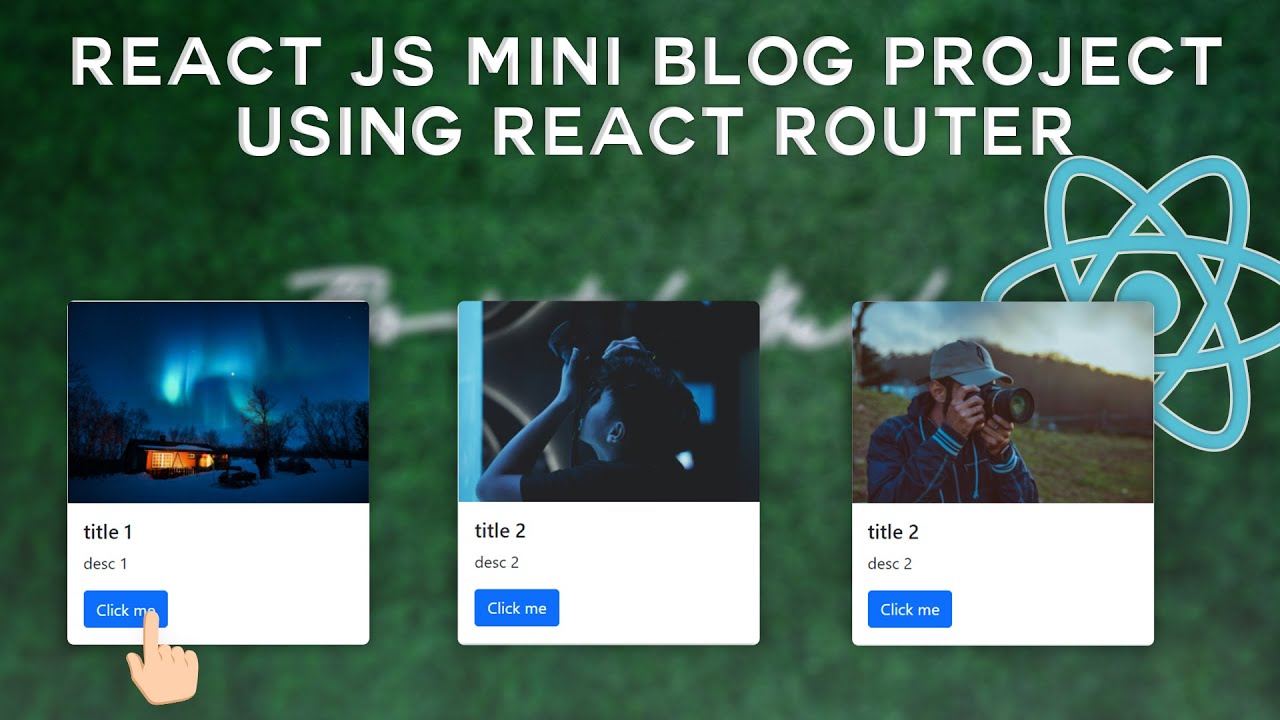 REACT JS MINI BLOG PROJECT
USING REACT ROUTER
title 1
desc 1
Click me
title 2
desc 2
Click me
title 2
desc 2
Click me